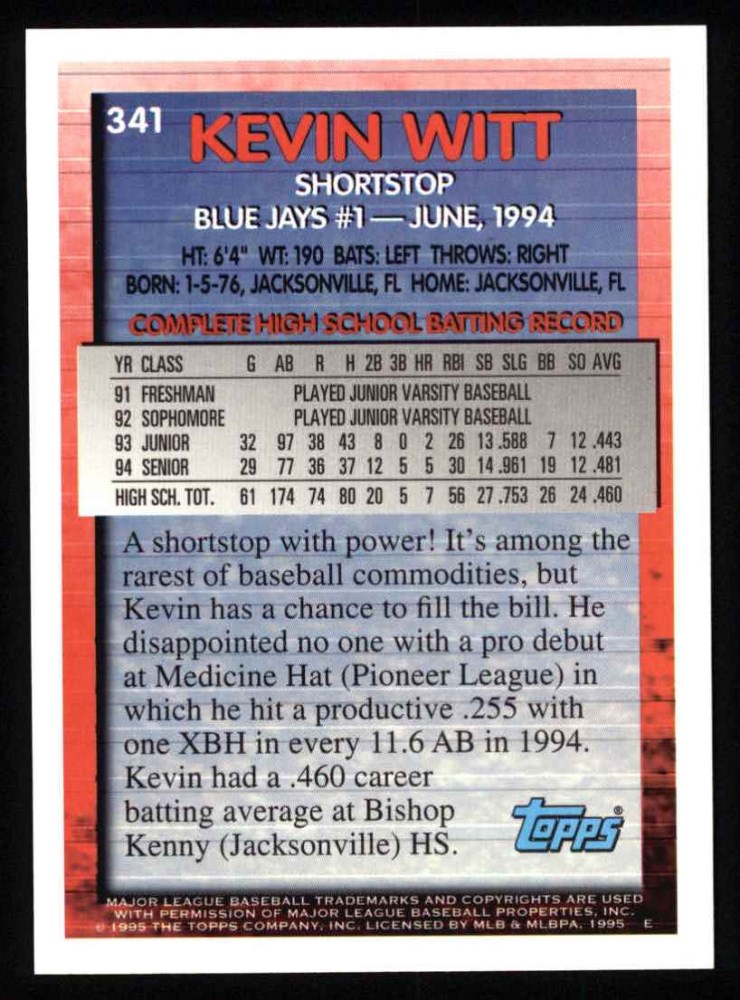 341 KEVIN WITT
SHORTSTOP
BLUE JAYS #1 — JUNE, 1994
HT: 6'4" WT: 190 BATS: LEFT THROWS: RIGHT
BORN: 1-5-76, JACKSONVILLE, FL HOME: JACKSONVILLE, FL
COMPLETE HIGH SCHOOL BATTING RECORD
YR CLASS G AB R H 2B 3B HR RBI SB SLG BB SO AVG
91 FRESHMAN PLAYED JUNIOR VARSITY BASEBALL
92 SOPHOMORE PLAYED JUNIOR VARSITY BASEBALL
93 JUNIOR 32 97 38 43 8 0 2 26 13 .588 7 12 .443
94 SENIOR 29 77 36 37 12 5 5 30 14 .961 19 12 .481
HIGH SCH. TOT. 61 174 74 80 20 5 7 56 27 .753 26 24 .460
A shortstop with power! It's among the
rarest of baseball commodities, but
Kevin has a chance to fill the bill. He
disappointed no one with a pro debut
at Medicine Hat (Pioneer League) in
which he hit a productive .255 with
one XBH in every 11.6 AB in 1994.
Kevin had a .460 career
batting average at Bishop
Kenny (Jacksonville) HS.
Topps®
MAJOR LEAGUE BASEBALL TRADEMARKS AND COPYRIGHTS ARE USED
WITH PERMISSION OF MAJOR LEAGUE BASEBALL PROPERTIES, INC.
© 1995 THE TOPPS COMPANY, INC. LICENSED BY MLB & MLBPA, 1995 E